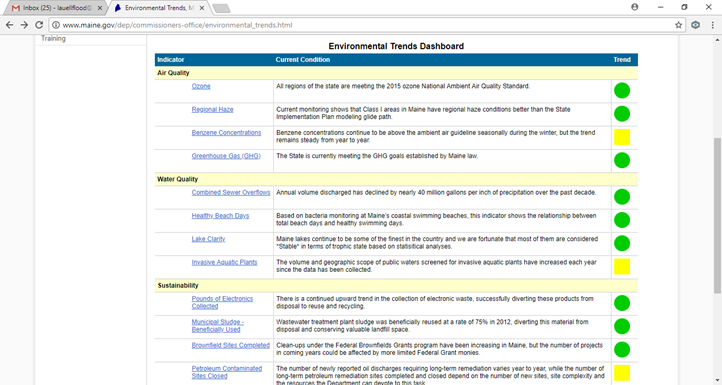 Inbox (25) - lauellflood@
Environmental Trends, M
www.maine.gov/dep/commissioners-office/environmental_trends.html
Training
Environmental Trends Dashboard
Indicator Current Condition Trend
Air Quality
Ozone All regions of the state are meeting the 2015 ozone National Ambient Air Quality Standard.
Regional Haze Current monitoring shows that Class I areas in Maine have regional haze conditions better than the State
Implementation Plan modeling glide path.
Benzene Concentrations Benzene concentrations continue to be above the ambient air guideline seasonally during the winter, but the trend
remains steady from year to year.
Greenhouse Gas (GHG) The State is currently meeting the GHG goals established by Maine law.
Water Quality
Combined Sewer Overflows Annual volume discharged has declined by nearly 40 million gallons per inch of precipitation over the past decade.
Healthy Beach Days Based on bacteria monitoring at Maine's coastal swimming beaches, this indicator shows the relationship between
total beach days and healthy swimming days.
Lake Clarity Maine lakes continue to be some of the finest in the country and we are fortunate that most of them are considered
"Stable" in terms of trophic state based on statisitical analyses.
Invasive Aquatic Plants The volume and geographic scope of public waters screened for invasive aquatic plants have increased each year
since the data has been collected.
Sustainability
Pounds of Electronics There is a continued upward trend in the collection of electronic waste, successfully diverting these products from
Collected disposal to reuse and recycling.
Municipal Sludge - Wastewater treatment plant sludge was beneficially reused at a rate of 75% in 2012, diverting this material from
Beneficially Used disposal and conserving valuable landfill space.
Brownfield Sites Completed Clean-ups under the Federal Brownfields Grants program have been increasing in Maine, but the number of projects
in coming years could be affected by more limited Federal Grant monies.
Petroleum Contaminated The number of newly reported oil discharges requiring long-term remediation varies year to year, while the number of
Sites Closed long-term petroleum remediation sites completed and closed depend on the number of new sites, site complexity and
the resources the Department can devote to this task.